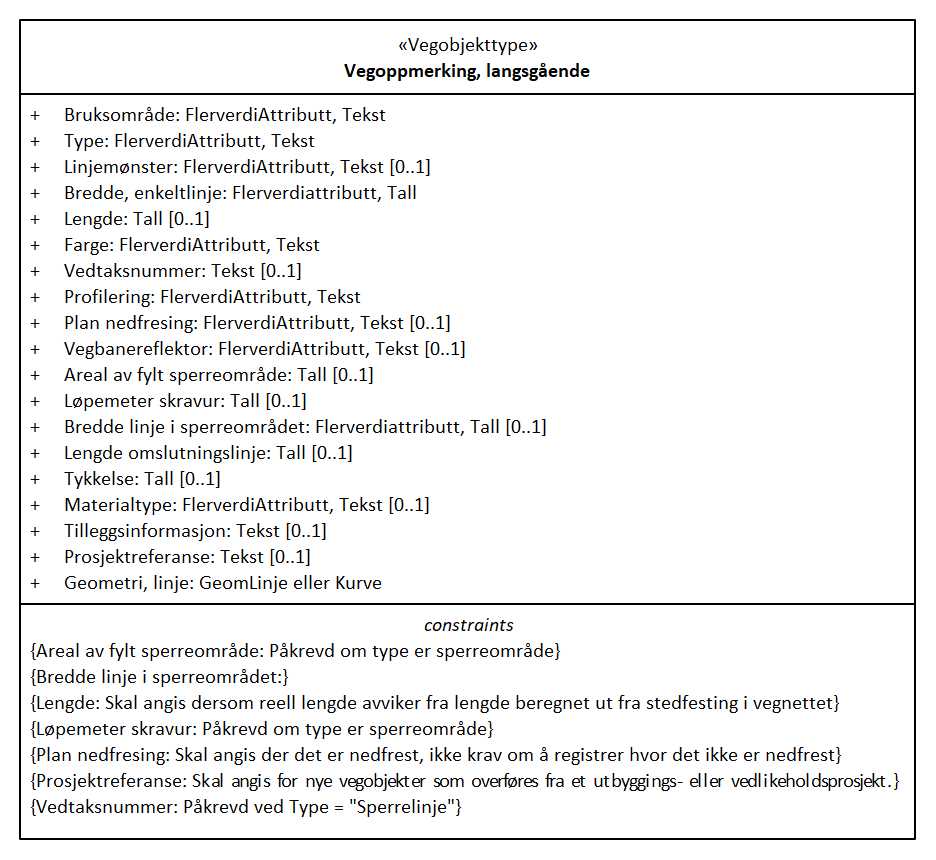 «Vegobjekttype»
Vegoppmerking, langsgående
+ Bruksområde: FlerverdiAttributt, Tekst
+ Type: FlerverdiAttributt, Tekst
+ Linjemønster: FlerverdiAttributt, Tekst [0..1]
+ Bredde, enkeltlinje: Flerverdiattributt, Tall
+ Lengde: Tall [0..1]
+ Farge: FlerverdiAttributt, Tekst
+ Vedtaksnummer: Tekst [0..1]
+ Profilering: FlerverdiAttributt, Tekst
+ Plan nedfresing: FlerverdiAttributt, Tekst [0..1]
+ Vegbanereflektor: FlerverdiAttributt, Tekst [0..1]
+ Areal av fylt sperreområde: Tall [0..1]
+ Løpemeter skravur: Tall [0..1]
+ Bredde linje i sperreområdet: Flerverdiattributt, Tall [0..1]
+ Lengde omslutningslinje: Tall [0..1]
+ Tykkelse: Tall [0..1]
+ Materialtype: FlerverdiAttributt, Tekst [0..1]
+ Tilleggsinformasjon: Tekst [0..1]
+ Prosjektreferanse: Tekst [0..1]
+ Geometri, linje: GeomLinje eller Kurve
constraints
{Areal av fylt sperreområde: Påkrevd om type er sperreområde}
{Bredde linje i sperreområdet:}
{Lengde: Skal angis dersom reell lengde avviker fra lengde beregnet ut fra stedfesting i vegnettet}
{Løpemeter skravur: Påkrevd om type er sperreområde}
{Plan nedfresing: Skal angis der det er nedfrest, ikke krav om å registrer hvor det ikke er nedfrest}
{Prosjektreferanse: Skal angis for nye vegobjekter som overføres fra et utbyggings- eller vedlikeholdsprosjekt.}
{Vedtaksnummer: Påkrevd ved Type = "Sperrelinje"}